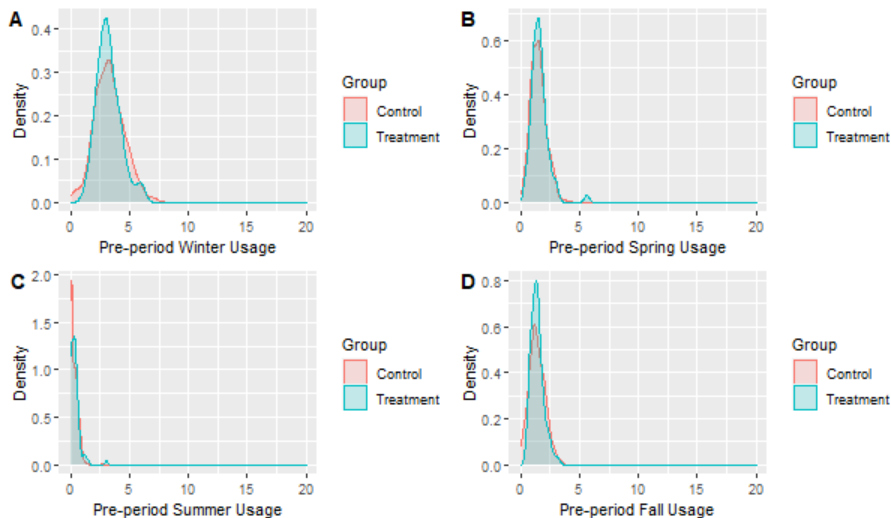 A
0.4
0.3
0.2
0.1
0.0
Density
0 5 10 15 20
Pre-period Winter Usage
Group
Control
Treatment
B
0.6
0.4
0.2
0.0
Density
0 5 10 15 20
Pre-period Spring Usage
Group
Control
Treatment
C
2.0
1.5
1.0
0.5
0.0
Density
0 5 10 15 20
Pre-period Summer Usage
Group
Control
Treatment
D
0.8
0.6
0.4
0.2
0.0
Density
0 5 10 15 20
Pre-period Fall Usage
Group
Control
Treatment